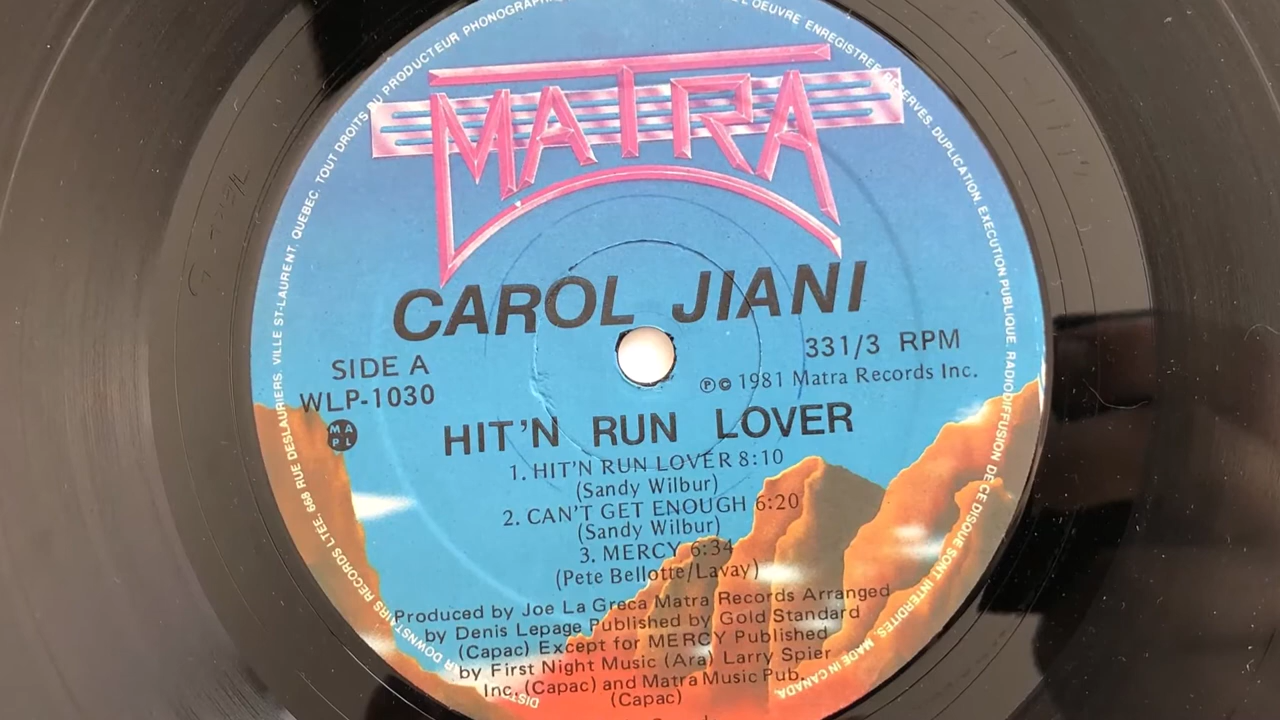 MATRA
CAROL JIANI
SIDE A
WLP-1030
331/3 RPM
℗© 1981 Matra Records Inc.
MAPL
HIT'N RUN LOVER
1. HIT'N RUN LOVER 8:10
(Sandy Wilbur)
2. CAN'T GET ENOUGH 6:20
(Sandy Wilbur)
3. MERCY 6:34
(Pete Bellotte/Lavay)
Produced by Joe La Greca Matra Records Arranged
by Denis Lepage Published by Gold Standard
(Capac) Except for MERCY Published
by First Night Music (Ara) Larry Spier
Inc. (Capac) and Matra Music Pub.
(Capac)
DOWNSTAIRS RECORDS LTÉE. 668 RUE DESLAURIERS, VILLE ST-LAURENT, QUEBEC. TOUT DROITS DU PRODUCTEUR PHONOGRAPHI L'OEUVRE ENREGISTREE RESERVES. DUPLICATION, EXECUTION PUBLIQUE, RADIODIFFUSION DE CE DISQUE SONT INTERDITES. MADE IN CANADA